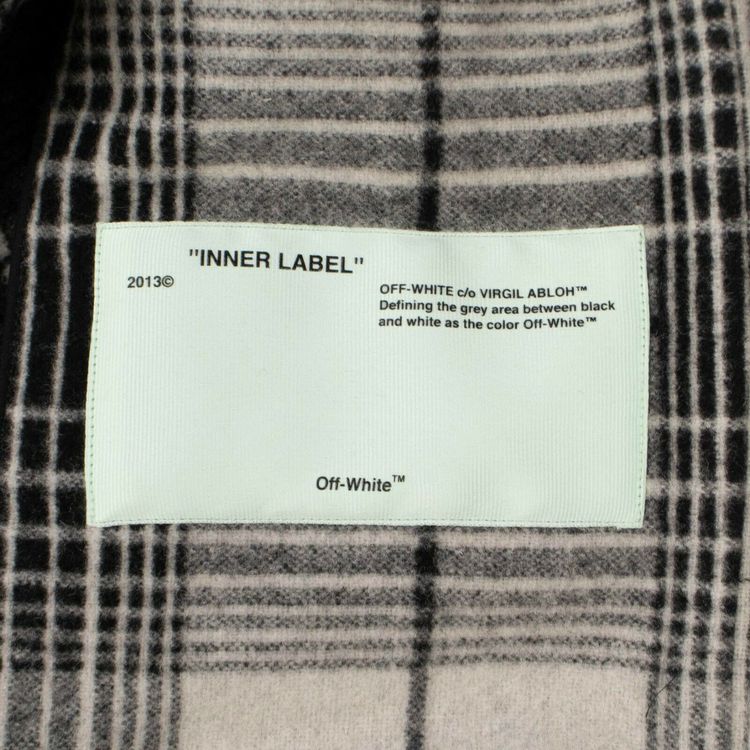 "INNER LABEL"
2013©
OFF-WHITE c/o VIRGIL ABLOH™
Defining the grey area between black
and white as the color Off-White™
Off-White™